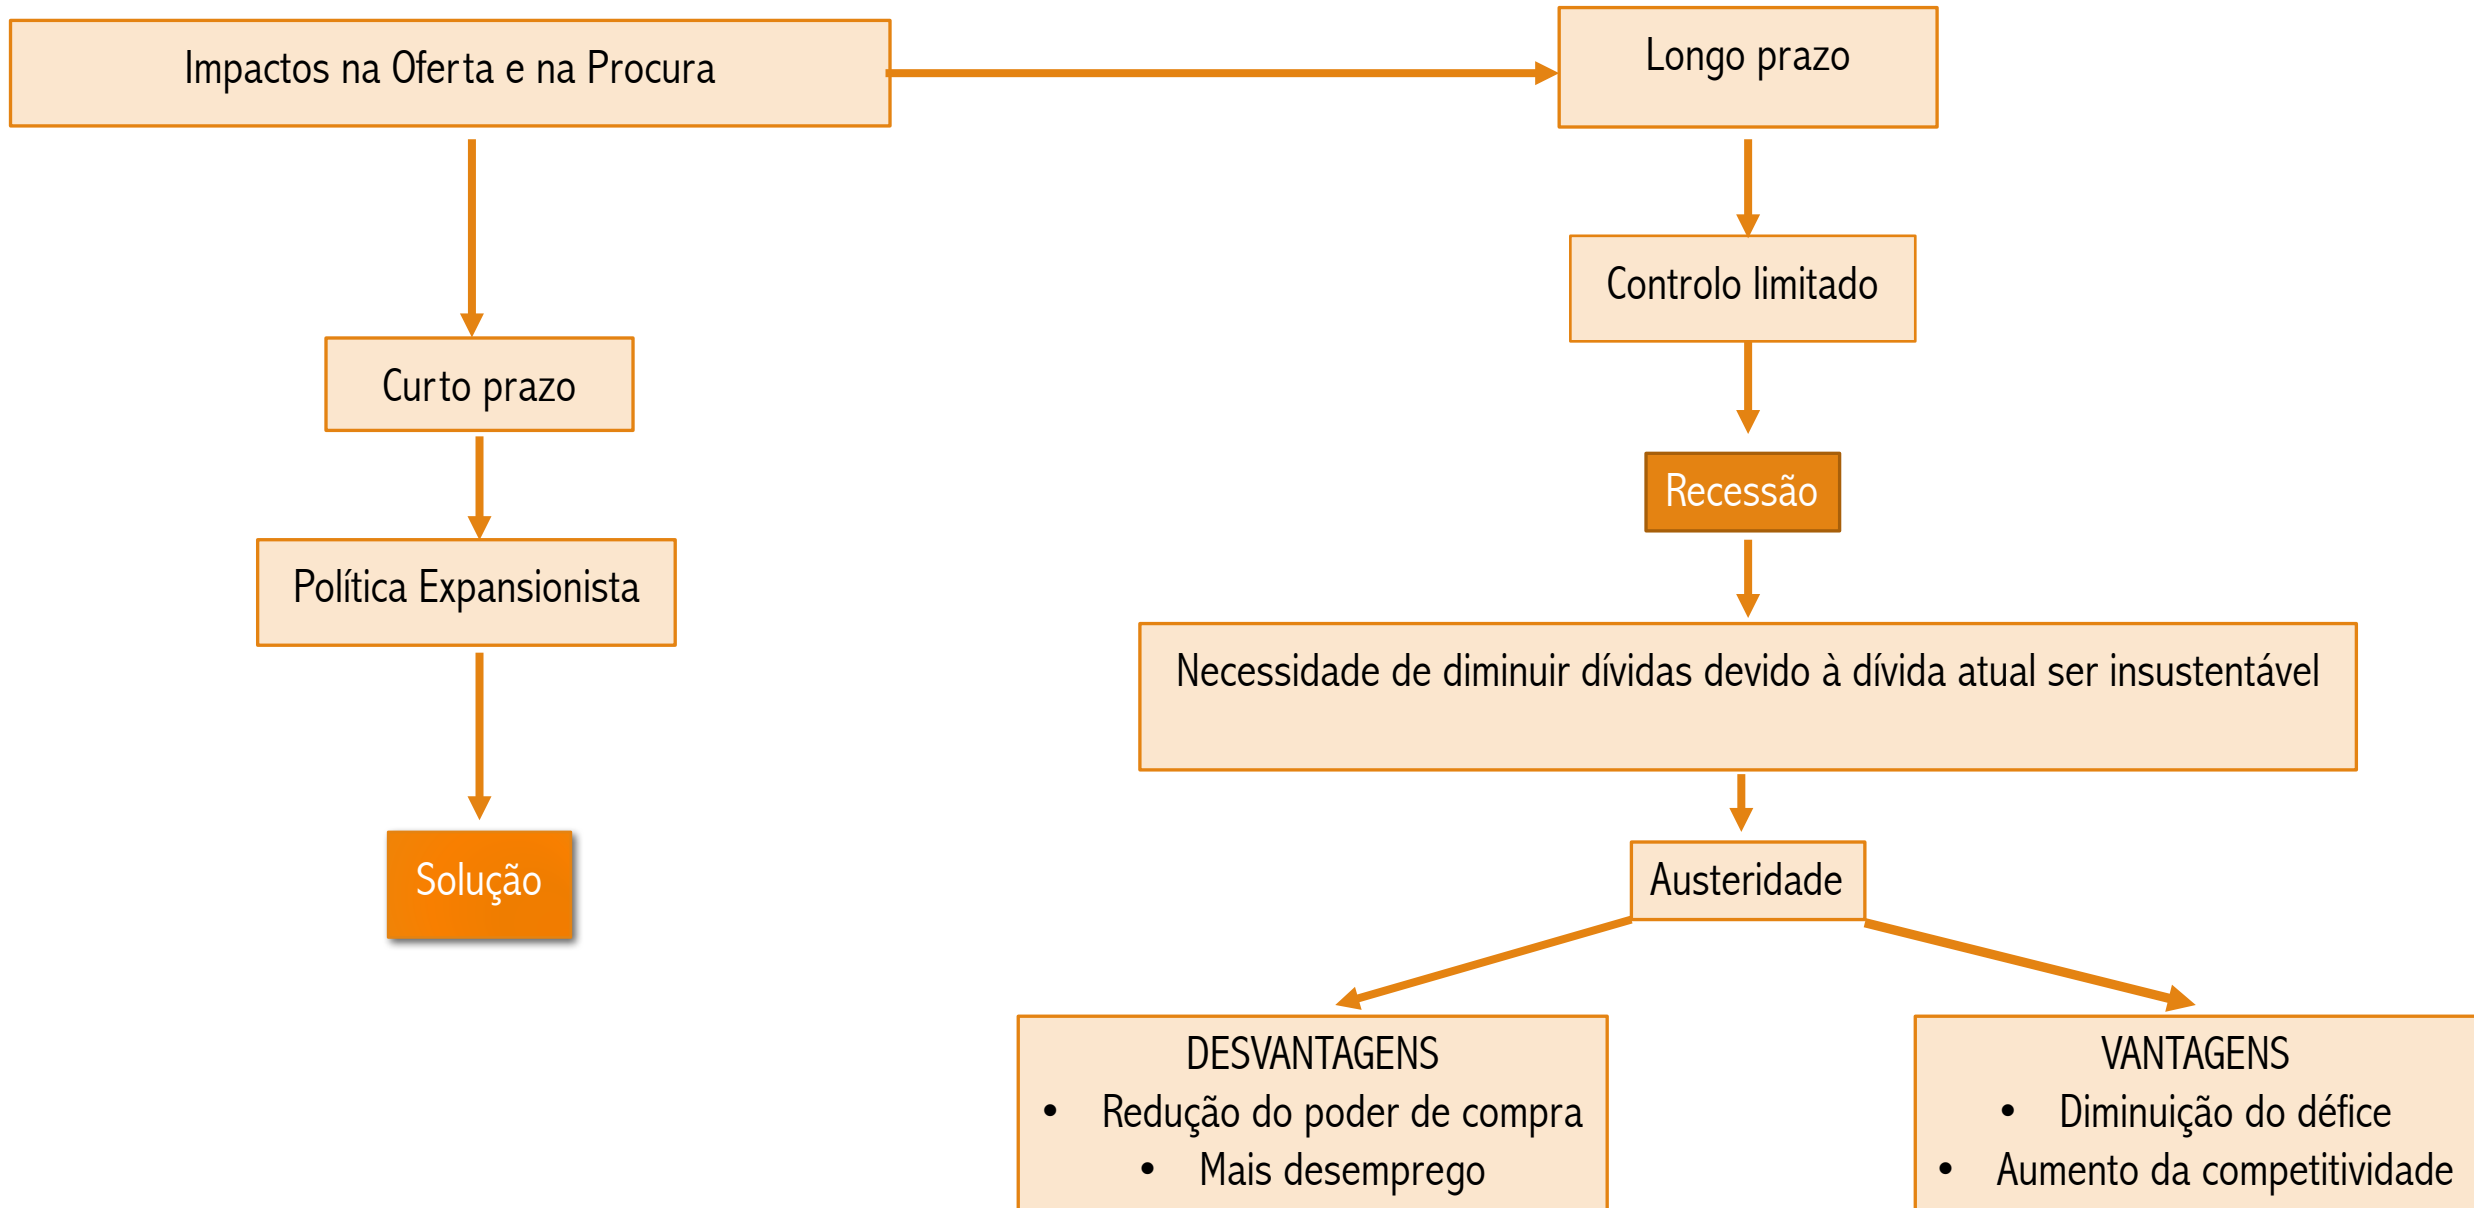 Impactos na Oferta e na Procura
Longo prazo
Controlo limitado
Curto prazo
Recessão
Política Expansionista
Necessidade de diminuir dívidas devido à dívida atual ser insustentável
Solução
Austeridade
DESVANTAGENS
• Redução do poder de compra
• Mais desemprego
VANTAGENS
• Diminuição do défice
• Aumento da competitividade